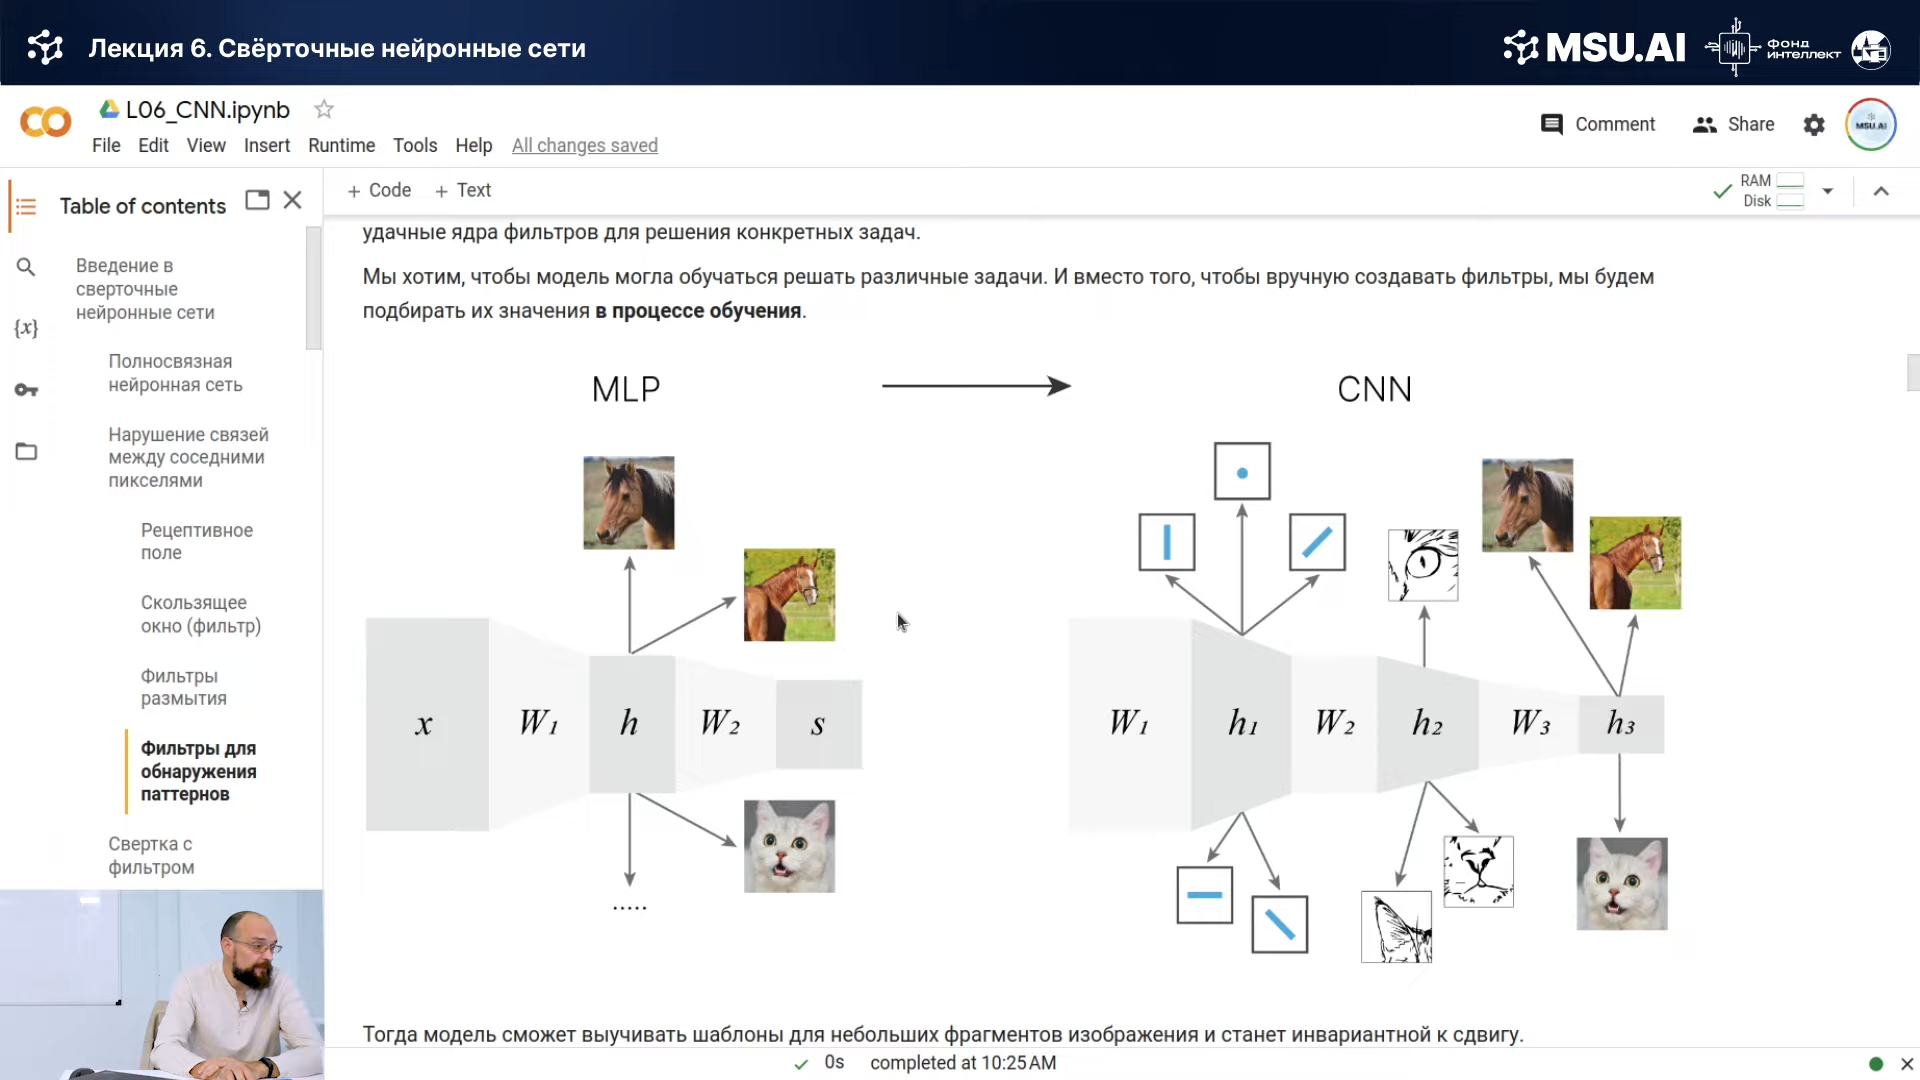 Лекция 6. Свёрточные нейронные сети
MSU.AI
ФОНД
ИНТЕЛЛЕКТ
L06_CNN.ipynb
File Edit View Insert Runtime Tools Help All changes saved
Comment
Share
MSU.AI
Table of contents
+ Code + Text
RAM
Disk
{x}
Введение в
сверточные
нейронные сети
Полносвязная
нейронная сеть
Нарушение связей
между соседними
пикселями
Рецептивное
поле
Скользящее
окно (фильтр)
Фильтры
размытия
Фильтры для
обнаружения
паттернов
Свертка с
фильтром
удачные ядра фильтров для решения конкретных задач.
Мы хотим, чтобы модель могла обучаться решать различные задачи. И вместо того, чтобы вручную создавать фильтры, мы будем
подбирать их значения в процессе обучения.
MLP
CNN
x W₁ h W₂ s
.....
W₁ h₁ W₂ h₂ W₃ h₃
Тогда модель сможет выучивать шаблоны для небольших фрагментов изображения и станет инвариантной к сдвигу.
0s completed at 10:25 AM